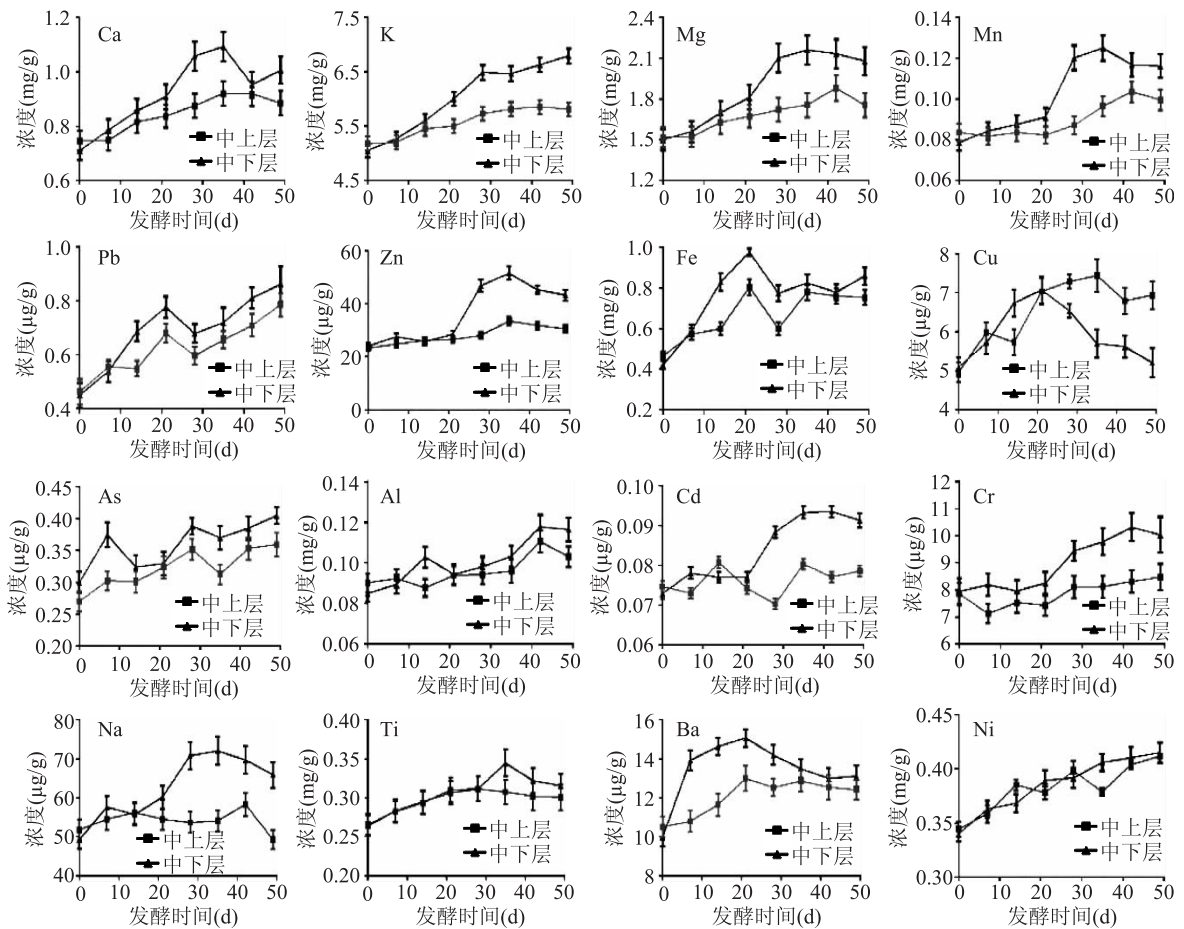 Ca
浓度(mg/g)
1.2
1.0
0.8
0.6
中上层
中下层
0 10 20 30 40 50
发酵时间(d)
K
浓度(mg/g)
7.5
6.5
5.5
4.5
中上层
中下层
0 10 20 30 40 50
发酵时间(d)
Mg
浓度(mg/g)
2.4
2.1
1.8
1.5
1.2
中上层
中下层
0 10 20 30 40 50
发酵时间(d)
Mn
浓度(mg/g)
0.14
0.12
0.10
0.08
0.06
中上层
中下层
0 10 20 30 40 50
发酵时间(d)
Pb
浓度(μg/g)
1.0
0.8
0.6
0.4
中上层
中下层
0 10 20 30 40 50
发酵时间(d)
Zn
浓度(μg/g)
60
40
20
0
中上层
中下层
0 10 20 30 40 50
发酵时间(d)
Fe
浓度(mg/g)
1.0
0.8
0.6
0.4
0.2
中上层
中下层
0 10 20 30 40 50
发酵时间(d)
Cu
浓度(μg/g)
8
7
6
5
4
中上层
中下层
0 10 20 30 40 50
发酵时间(d)
As
浓度(μg/g)
0.45
0.40
0.35
0.30
0.25
0.20
中上层
中下层
0 10 20 30 40 50
发酵时间(d)
Al
浓度(mg/g)
0.14
0.12
0.10
0.08
0.06
中上层
中下层
0 10 20 30 40 50
发酵时间(d)
Cd
浓度(μg/g)
0.10
0.09
0.08
0.07
0.06
中上层
中下层
0 10 20 30 40 50
发酵时间(d)
Cr
浓度(μg/g)
12
11
10
9
8
7
6
中上层
中下层
0 10 20 30 40 50
发酵时间(d)
Na
浓度(μg/g)
80
70
60
50
40
中上层
中下层
0 10 20 30 40 50
发酵时间(d)
Ti
浓度(μg/g)
0.40
0.35
0.30
0.25
0.20
中上层
中下层
0 10 20 30 40 50
发酵时间(d)
Ba
浓度(μg/g)
16
14
12
10
8
中上层
中下层
0 10 20 30 40 50
发酵时间(d)
Ni
浓度(μg/g)
0.45
0.40
0.35
0.30
中上层
中下层
0 10 20 30 40 50
发酵时间(d)